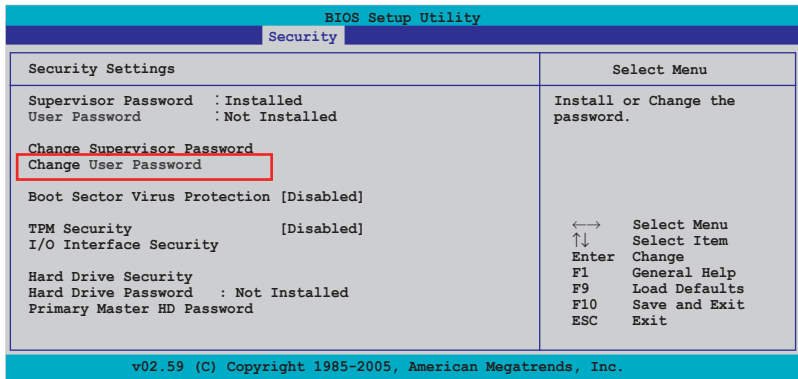 BIOS Setup Utility
Security
Security Settings
Supervisor Password : Installed
User Password : Not Installed
Change Supervisor Password
Change User Password
Boot Sector Virus Protection [Disabled]
TPM Security [Disabled]
I/O Interface Security
Hard Drive Security
Hard Drive Password : Not Installed
Primary Master HD Password
Select Menu
Install or Change the
password.
←→ Select Menu
↑↓ Select Item
Enter Change
F1 General Help
F9 Load Defaults
F10 Save and Exit
ESC Exit
v02.59 (C) Copyright 1985-2005, American Megatrends, Inc.